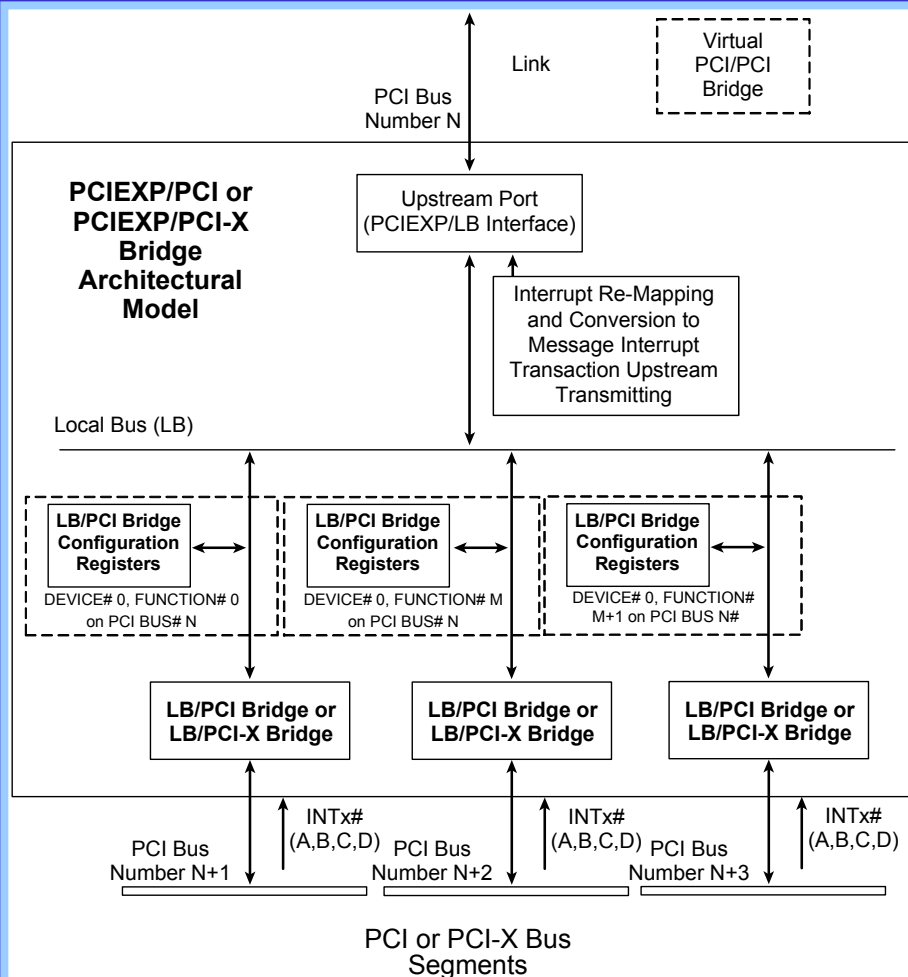 Link
Virtual
PCI/PCI
Bridge
PCI Bus
Number N
PCIEXP/PCI or
PCIEXP/PCI-X
Bridge
Architectural
Model
Upstream Port
(PCIEXP/LB Interface)
Interrupt Re-Mapping
and Conversion to
Message Interrupt
Transaction Upstream
Transmitting
Local Bus (LB)
LB/PCI Bridge
Configuration
Registers
DEVICE# 0, FUNCTION# 0
on PCI BUS# N
LB/PCI Bridge
Configuration
Registers
DEVICE# 0, FUNCTION# M
on PCI BUS# N
LB/PCI Bridge
Configuration
Registers
DEVICE# 0, FUNCTION#
M+1 on PCI BUS N#
LB/PCI Bridge or
LB/PCI-X Bridge
LB/PCI Bridge or
LB/PCI-X Bridge
LB/PCI Bridge or
LB/PCI-X Bridge
PCI Bus
Number N+1
INTx#
(A,B,C,D)
PCI Bus
Number N+2
INTx#
(A,B,C,D)
PCI Bus
Number N+3
INTx#
(A,B,C,D)
PCI or PCI-X Bus
Segments